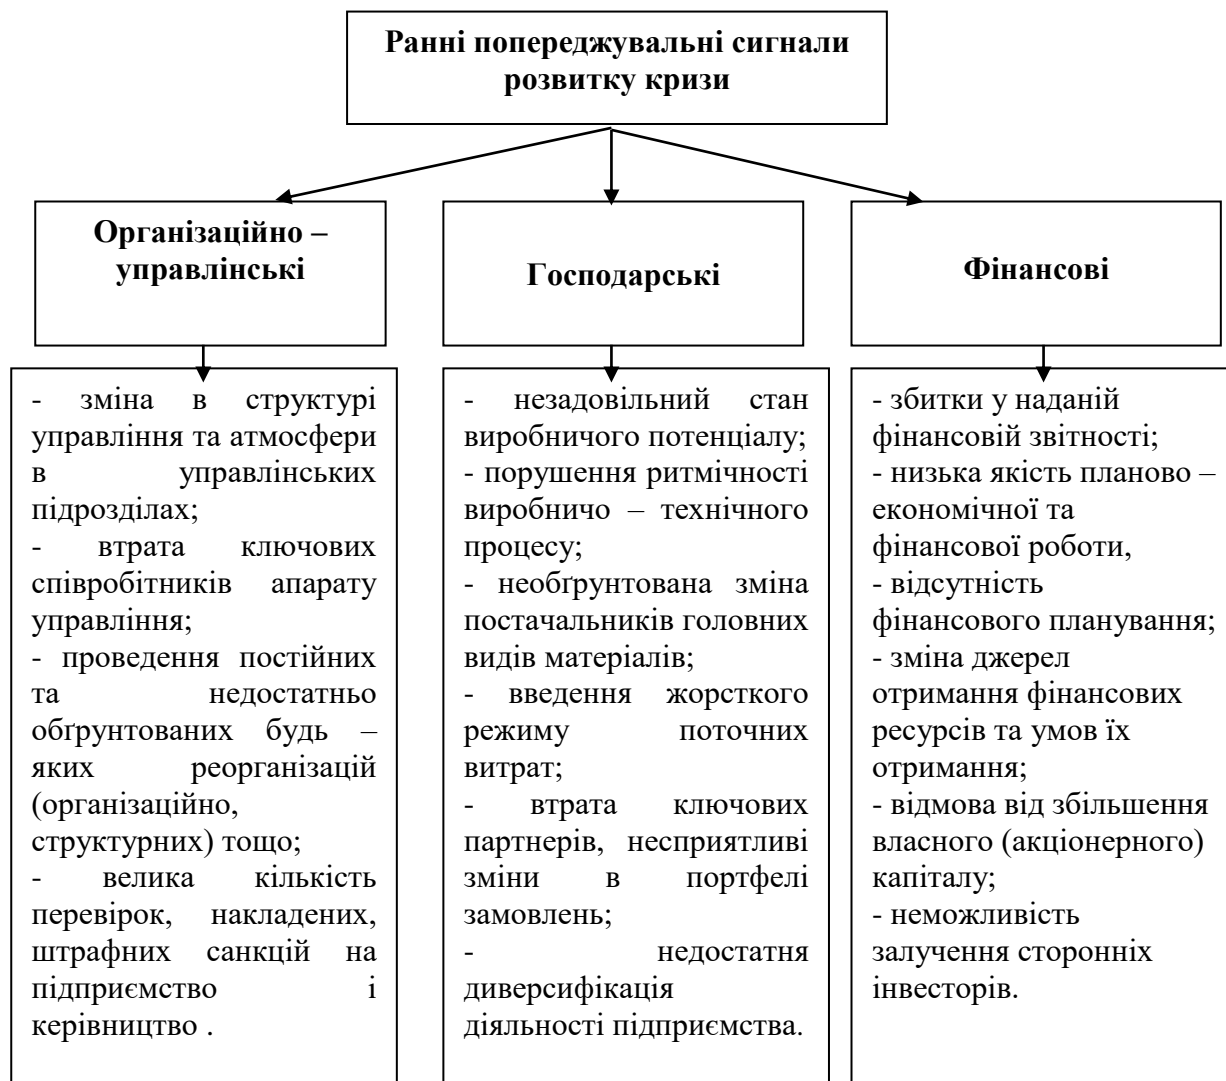 Ранні попереджувальні сигнали
розвитку кризи
Організаційно –
управлінські
Господарські
Фінансові
- зміна в структурі
управління та атмосфери
в управлінських
підрозділах;
- втрата ключових
співробітників апарату
управління;
- проведення постійних
та недостатньо
обґрунтованих будь –
яких реорганізацій
(організаційно,
структурних) тощо;
- велика кількість
перевірок, накладених,
штрафних санкцій на
підприємство і
керівництво .
- незадовільний стан
виробничого потенціалу;
- порушення ритмічності
виробничо – технічного
процесу;
- необґрунтована зміна
постачальників головних
видів матеріалів;
- введення жорсткого
режиму поточних
витрат;
- втрата ключових
партнерів, несприятливі
зміни в портфелі
замовлень;
- недостатня
диверсифікація
діяльності підприємства.
- збитки у наданій
фінансовій звітності;
- низька якість планово –
економічної та
фінансової роботи,
- відсутність
фінансового планування;
- зміна джерел
отримання фінансових
ресурсів та умов їх
отримання;
- відмова від збільшення
власного (акціонерного)
капіталу;
- неможливість
залучення сторонніх
інвесторів.